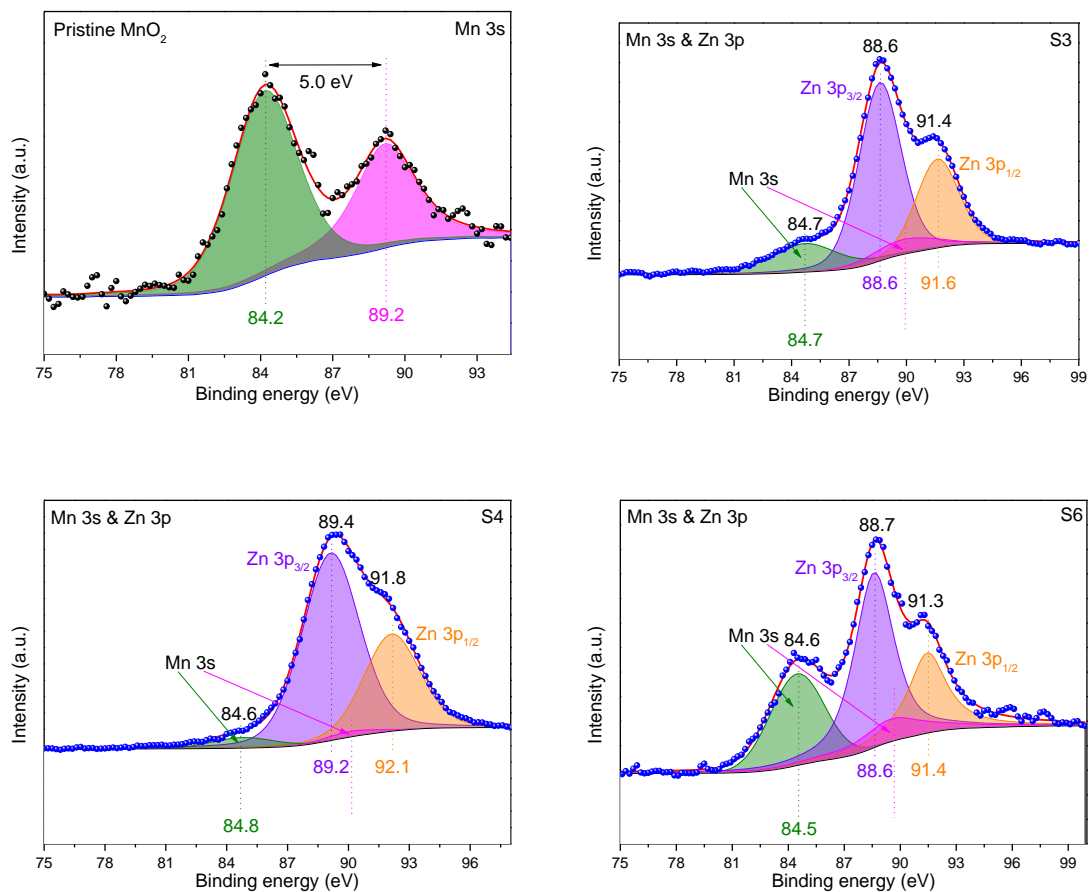 Pristine MnO2
Mn 3s
5.0 eV
84.2
89.2
Intensity (a.u.)
75 78 81 84 87 90 93
Binding energy (eV)
Mn 3s & Zn 3p
S3
88.6
Zn 3p3/2
91.4
Zn 3p1/2
Mn 3s
84.7
88.6
91.6
84.7
Intensity (a.u.)
75 78 81 84 87 90 93 96 99
Binding energy (eV)
Mn 3s & Zn 3p
S4
89.4
Zn 3p3/2
91.8
Zn 3p1/2
Mn 3s
84.6
89.2
92.1
84.8
Intensity (a.u.)
75 78 81 84 87 90 93 96
Binding energy (eV)
Mn 3s & Zn 3p
S6
88.7
Zn 3p3/2
91.3
Mn 3s
84.6
Zn 3p1/2
88.6
91.4
84.5
Intensity (a.u.)
75 78 81 84 87 90 93 96 99
Binding energy (eV)